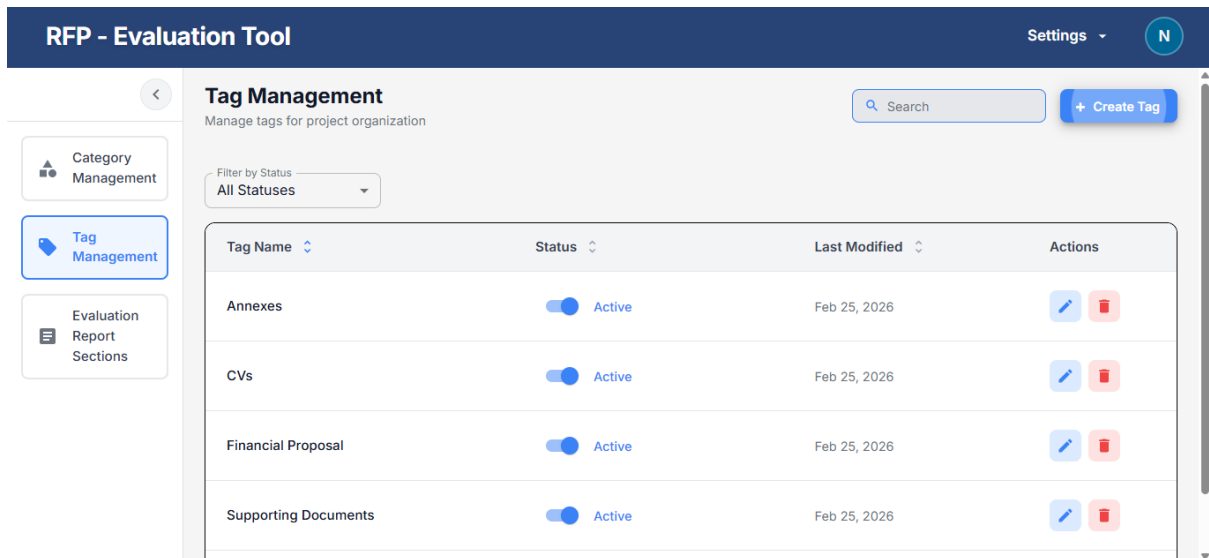 RFP - Evaluation Tool
Settings
N
Category
Management
Tag
Management
Evaluation
Report
Sections
Tag Management
Manage tags for project organization
Search
+ Create Tag
Filter by Status
All Statuses
Tag Name Status Last Modified Actions
Annexes Active Feb 25, 2026
CVs Active Feb 25, 2026
Financial Proposal Active Feb 25, 2026
Supporting Documents Active Feb 25, 2026